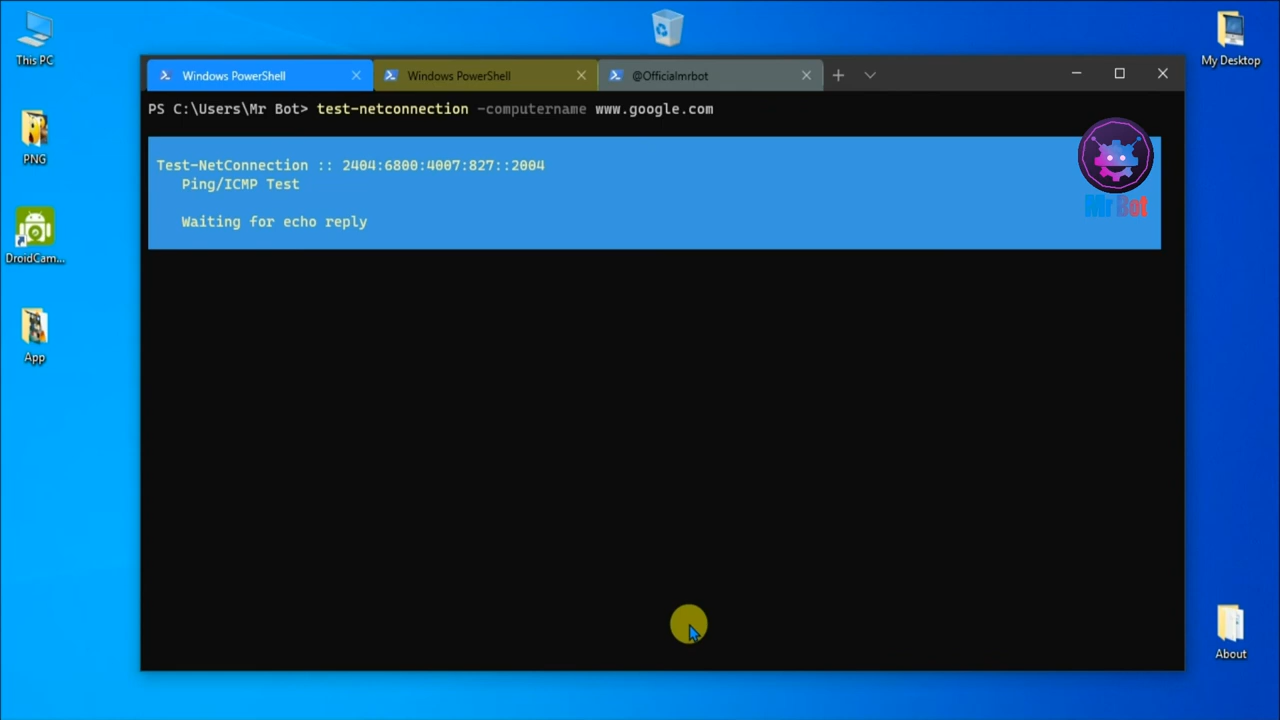 This PC
My Desktop
Windows PowerShell
Windows PowerShell
@Officialmrbot
PS C:\Users\Mr Bot> test-netconnection -computername www.google.com
Test-NetConnection :: 2404:6800:4007:827::2004
Ping/ICMP Test
Waiting for echo reply
Mr Bot
PNG
DroidCam...
App
About